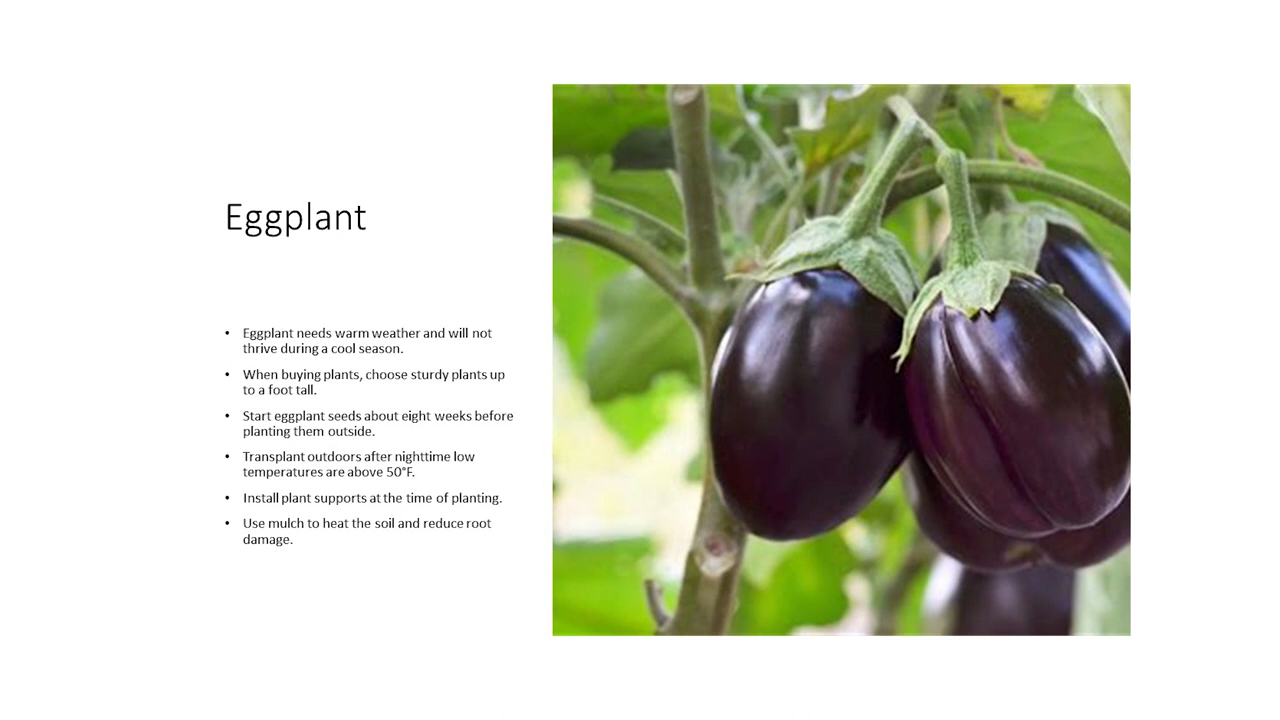 Eggplant
• Eggplant needs warm weather and will not
thrive during a cool season.
• When buying plants, choose sturdy plants up
to a foot tall.
• Start eggplant seeds about eight weeks before
planting them outside.
• Transplant outdoors after nighttime low
temperatures are above 50°F.
• Install plant supports at the time of planting.
• Use mulch to heat the soil and reduce root
damage.